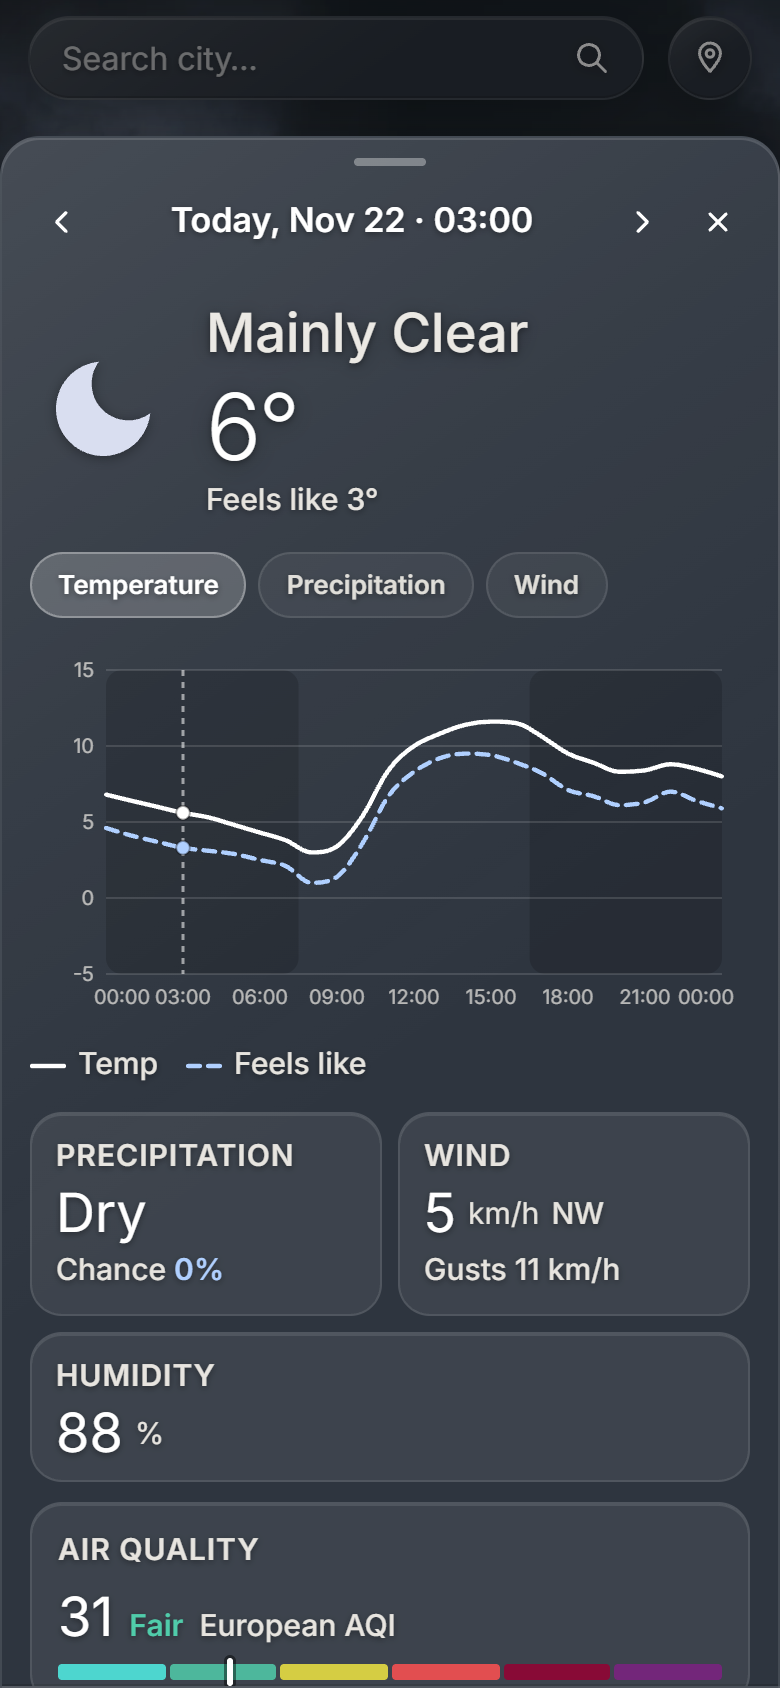 Search city...
Today, Nov 22 · 03:00
Mainly Clear
6°
Feels like 3°
Temperature Precipitation Wind
15
10
5
0
-5
00:00 03:00 06:00 09:00 12:00 15:00 18:00 21:00 00:00
Temp Feels like
PRECIPITATION
Dry
Chance 0%
WIND
5 km/h NW
Gusts 11 km/h
HUMIDITY
88 %
AIR QUALITY
31 Fair European AQI